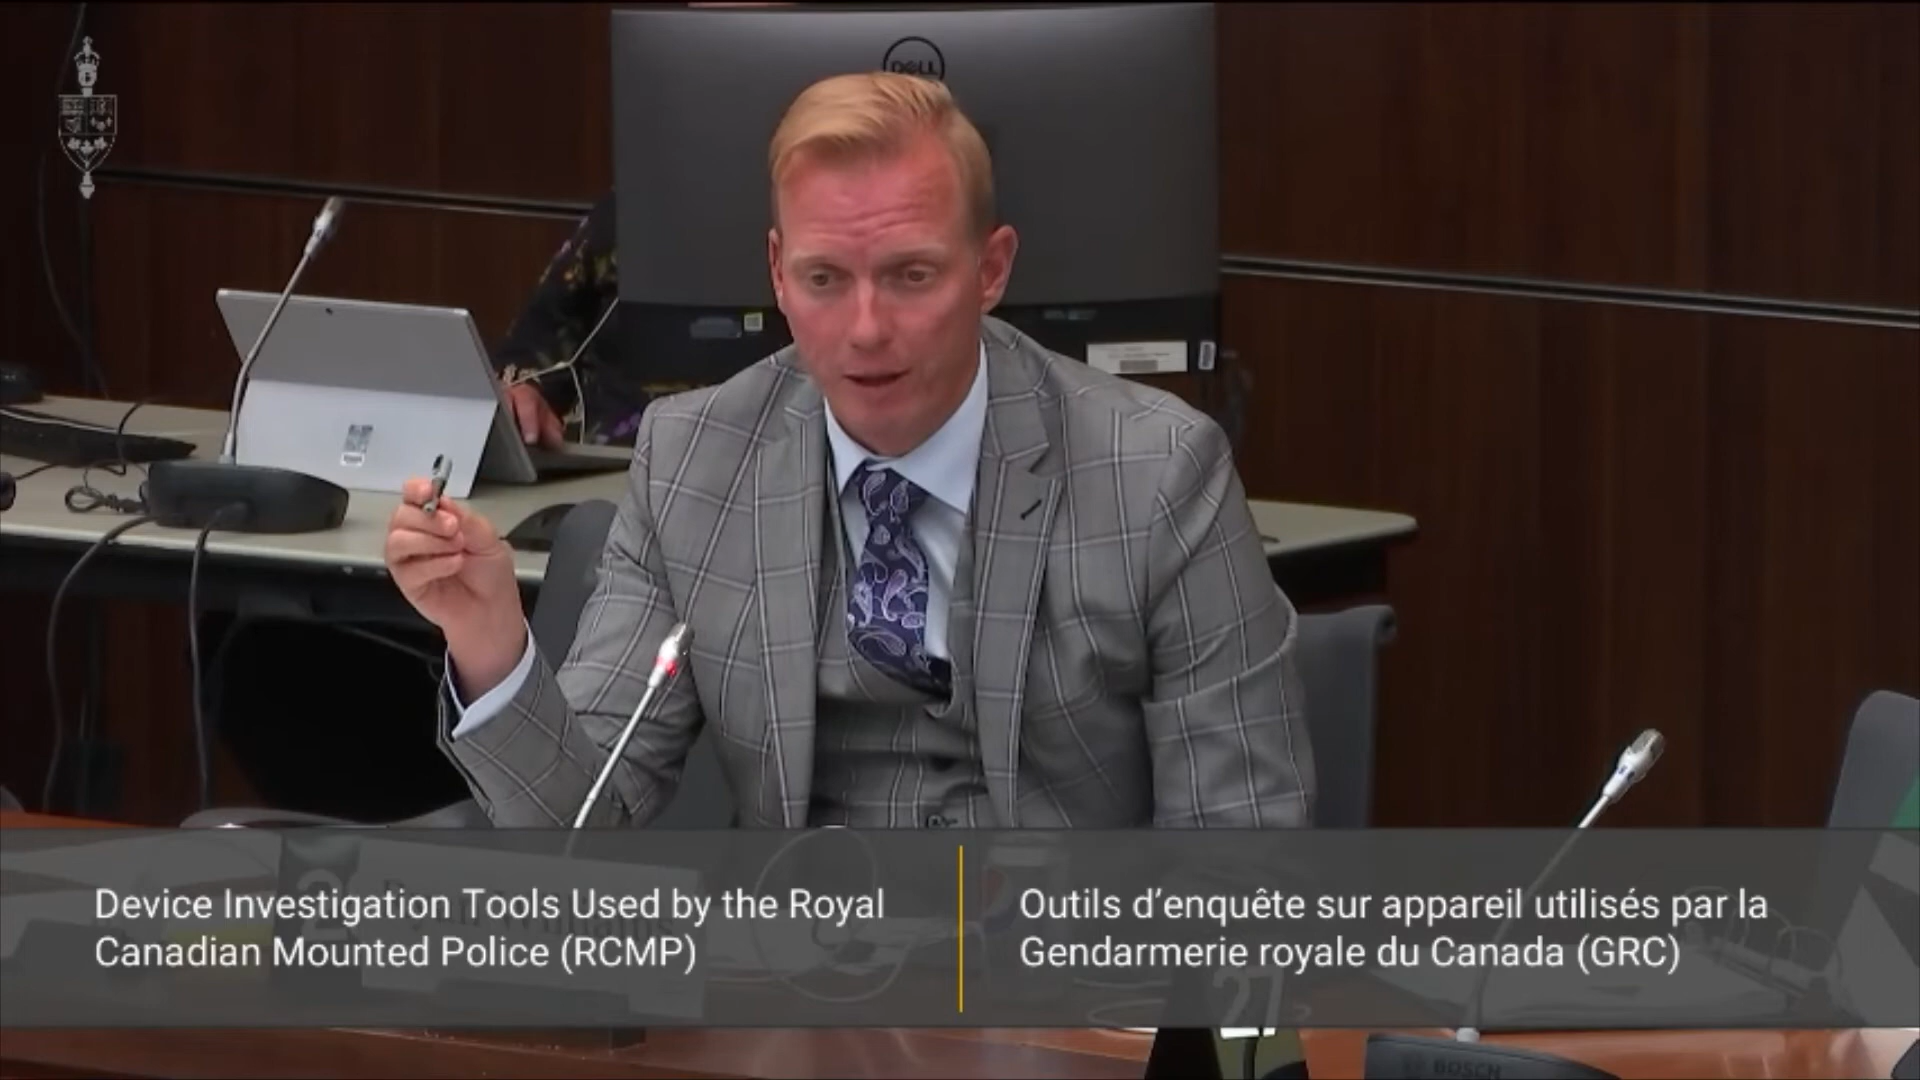 DELL
Device Investigation Tools Used by the Royal
Canadian Mounted Police (RCMP)
Outils d’enquête sur appareil utilisés par la
Gendarmerie royale du Canada (GRC)
27
BOSCH